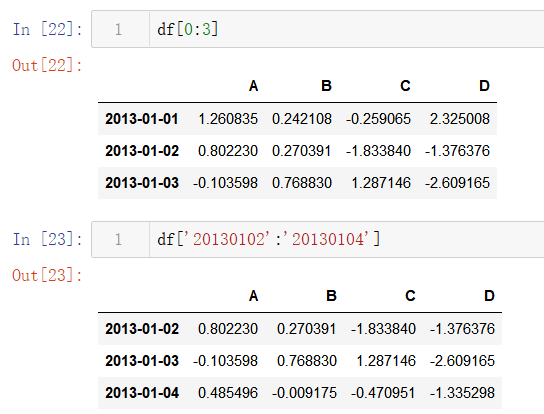 In [22]: 1 df[0:3]
Out[22]:
A B C D
2013-01-01 1.260835 0.242108 -0.259065 2.325008
2013-01-02 0.802230 0.270391 -1.833840 -1.376376
2013-01-03 -0.103598 0.768830 1.287146 -2.609165
In [23]: 1 df['20130102':'20130104']
Out[23]:
A B C D
2013-01-02 0.802230 0.270391 -1.833840 -1.376376
2013-01-03 -0.103598 0.768830 1.287146 -2.609165
2013-01-04 0.485496 -0.009175 -0.470951 -1.335298